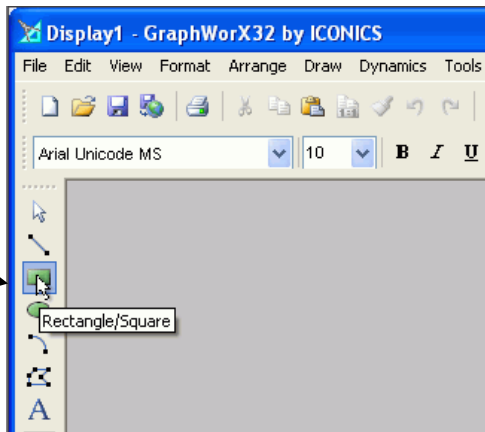 Display1 - GraphWorX32 by ICONICS
File Edit View Format Arrange Draw Dynamics Tools
Arial Unicode MS 10 B I U
Rectangle/Square
A